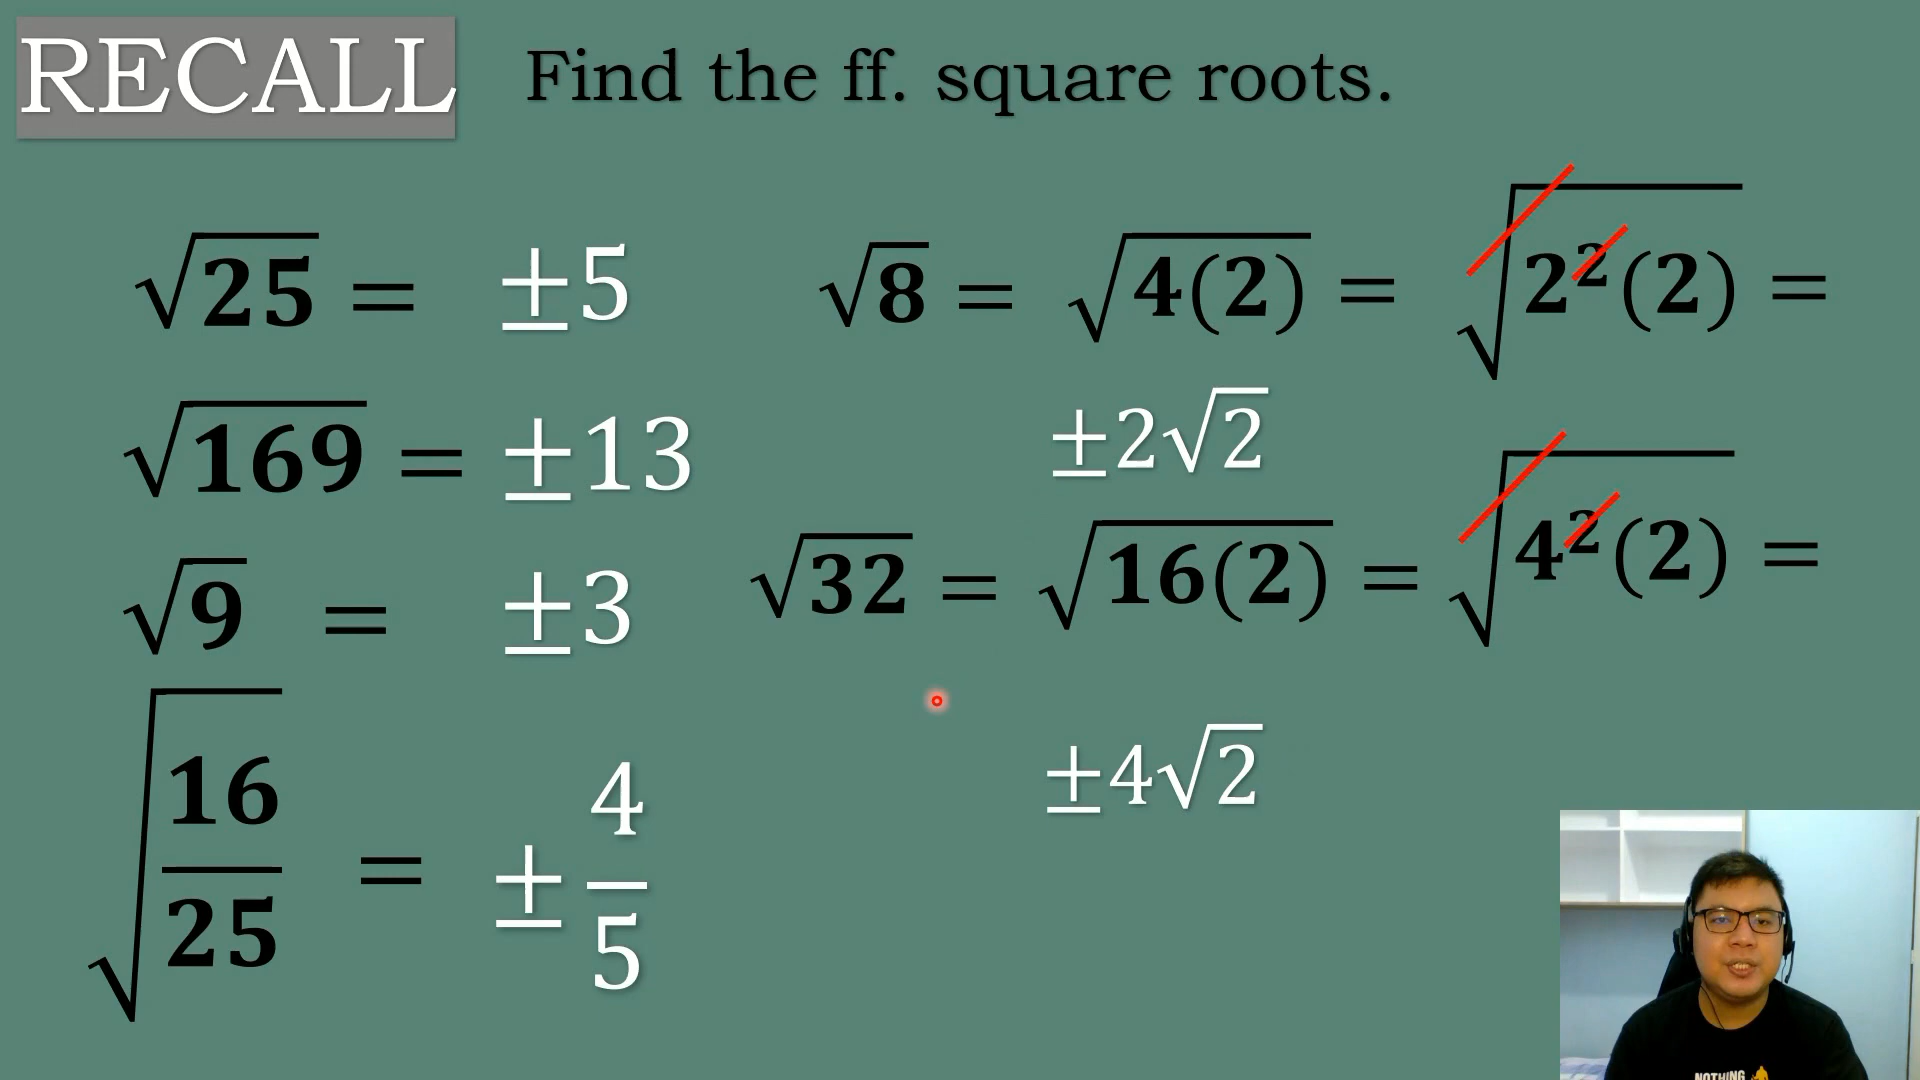 RECALL
Find the ff. square roots.
√25 = ±5
√169 = ±13
√9 = ±3
√(16/25) = ±4/5
√8 = √4(2) = √2²(2) =
±2√2
√32 = √16(2) = √4²(2) =
±4√2
NOTHING